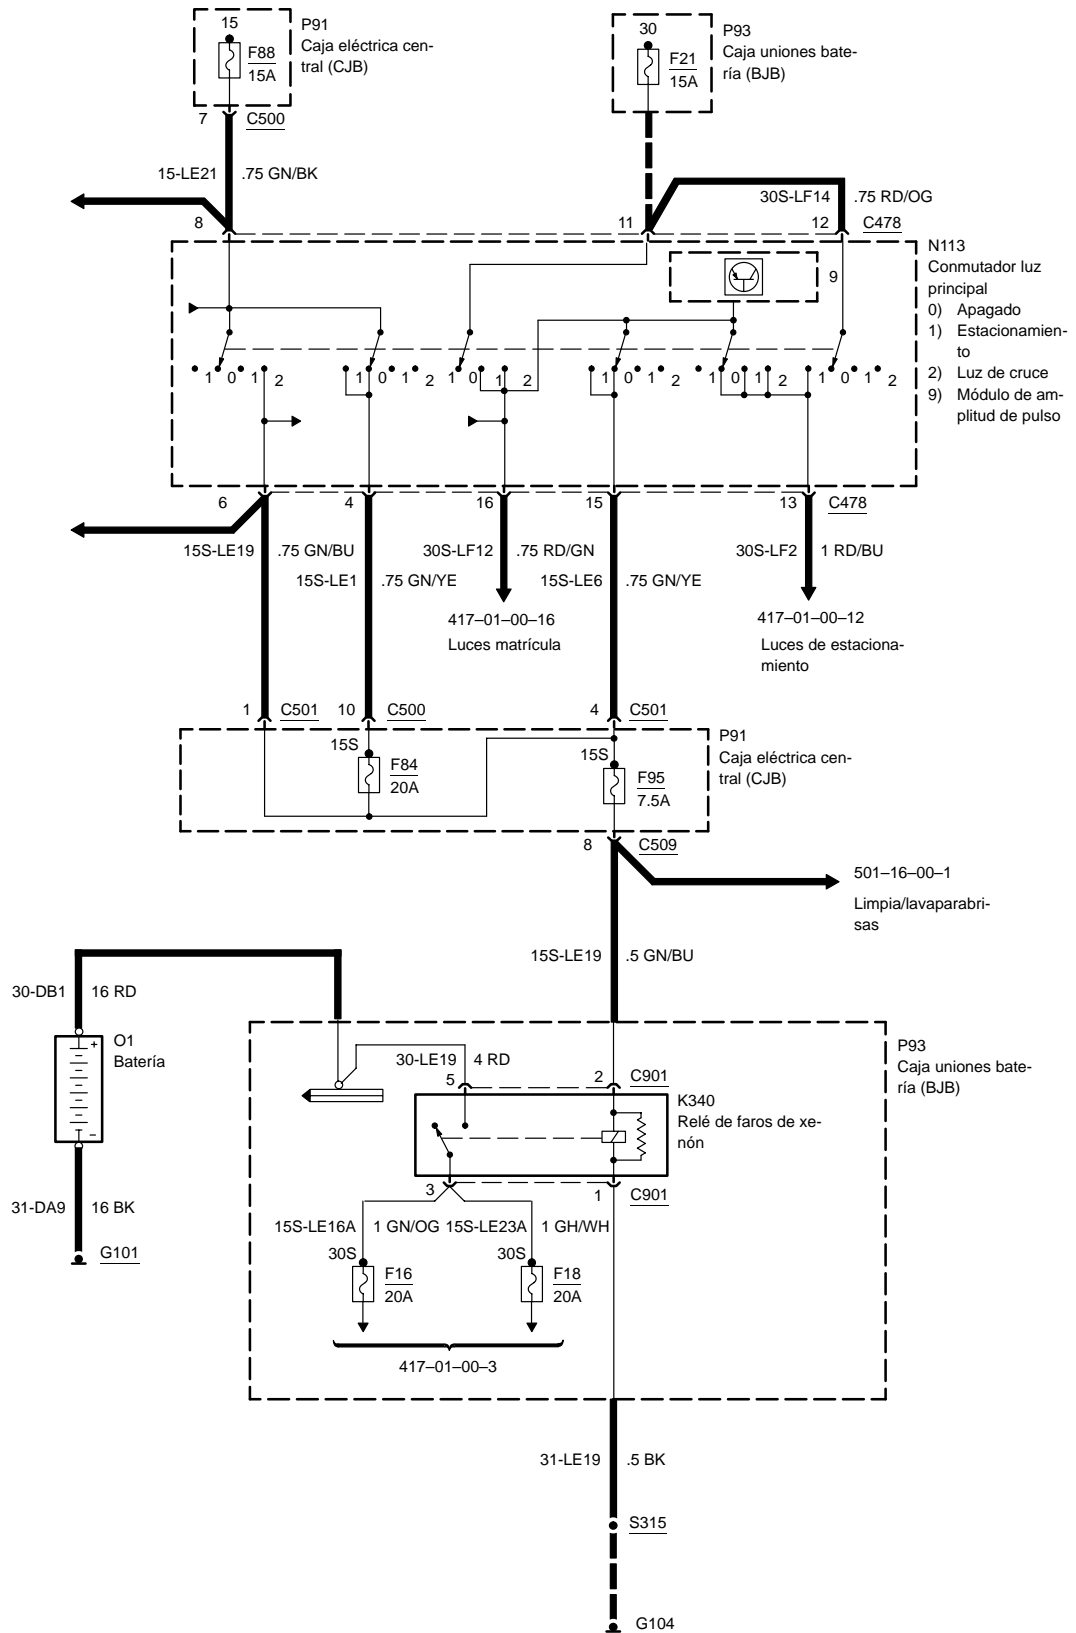 15
P91
Caja eléctrica cen-
tral (CJB)
F88
15A
30
P93
Caja uniones bate-
ría (BJB)
F21
15A
7
C500
15-LE21
.75 GN/BK
30S-LF14
.75 RD/OG
8
11
12
C478
N113
Conmutador luz
principal
0) Apagado
1) Estacionamien-
to
2) Luz de cruce
9) Módulo de am-
plitud de pulso
9
1 0 1 2
1 0 1 2
1 0 1 2
1 0 1 2
1 0 1 2
1 0 1 2
6
4
16
15
13
C478
15S-LE19
.75 GN/BU
30S-LF12
.75 RD/GN
30S-LF2
1 RD/BU
15S-LE1
.75 GN/YE
15S-LE6
.75 GN/YE
417–01–00–16
Luces matrícula
417–01–00–12
Luces de estaciona-
miento
1
C501
10
C500
4
C501
P91
Caja eléctrica cen-
tral (CJB)
15S
F84
20A
15S
F95
7.5A
8
C509
501–16–00–1
Limpia/lavaparabri-
sas
15S-LE19
.5 GN/BU
30-DB1
16 RD
O1
Batería
+
–
P93
Caja uniones bate-
ría (BJB)
30-LE19
4 RD
5
2
C901
K340
Relé de faros de xe-
nón
3
1
C901
31-DA9
16 BK
G101
15S-LE16A
1 GN/OG
15S-LE23A
1 GH/WH
30S
F16
20A
30S
F18
20A
417–01–00–3
31-LE19
.5 BK
S315
G104